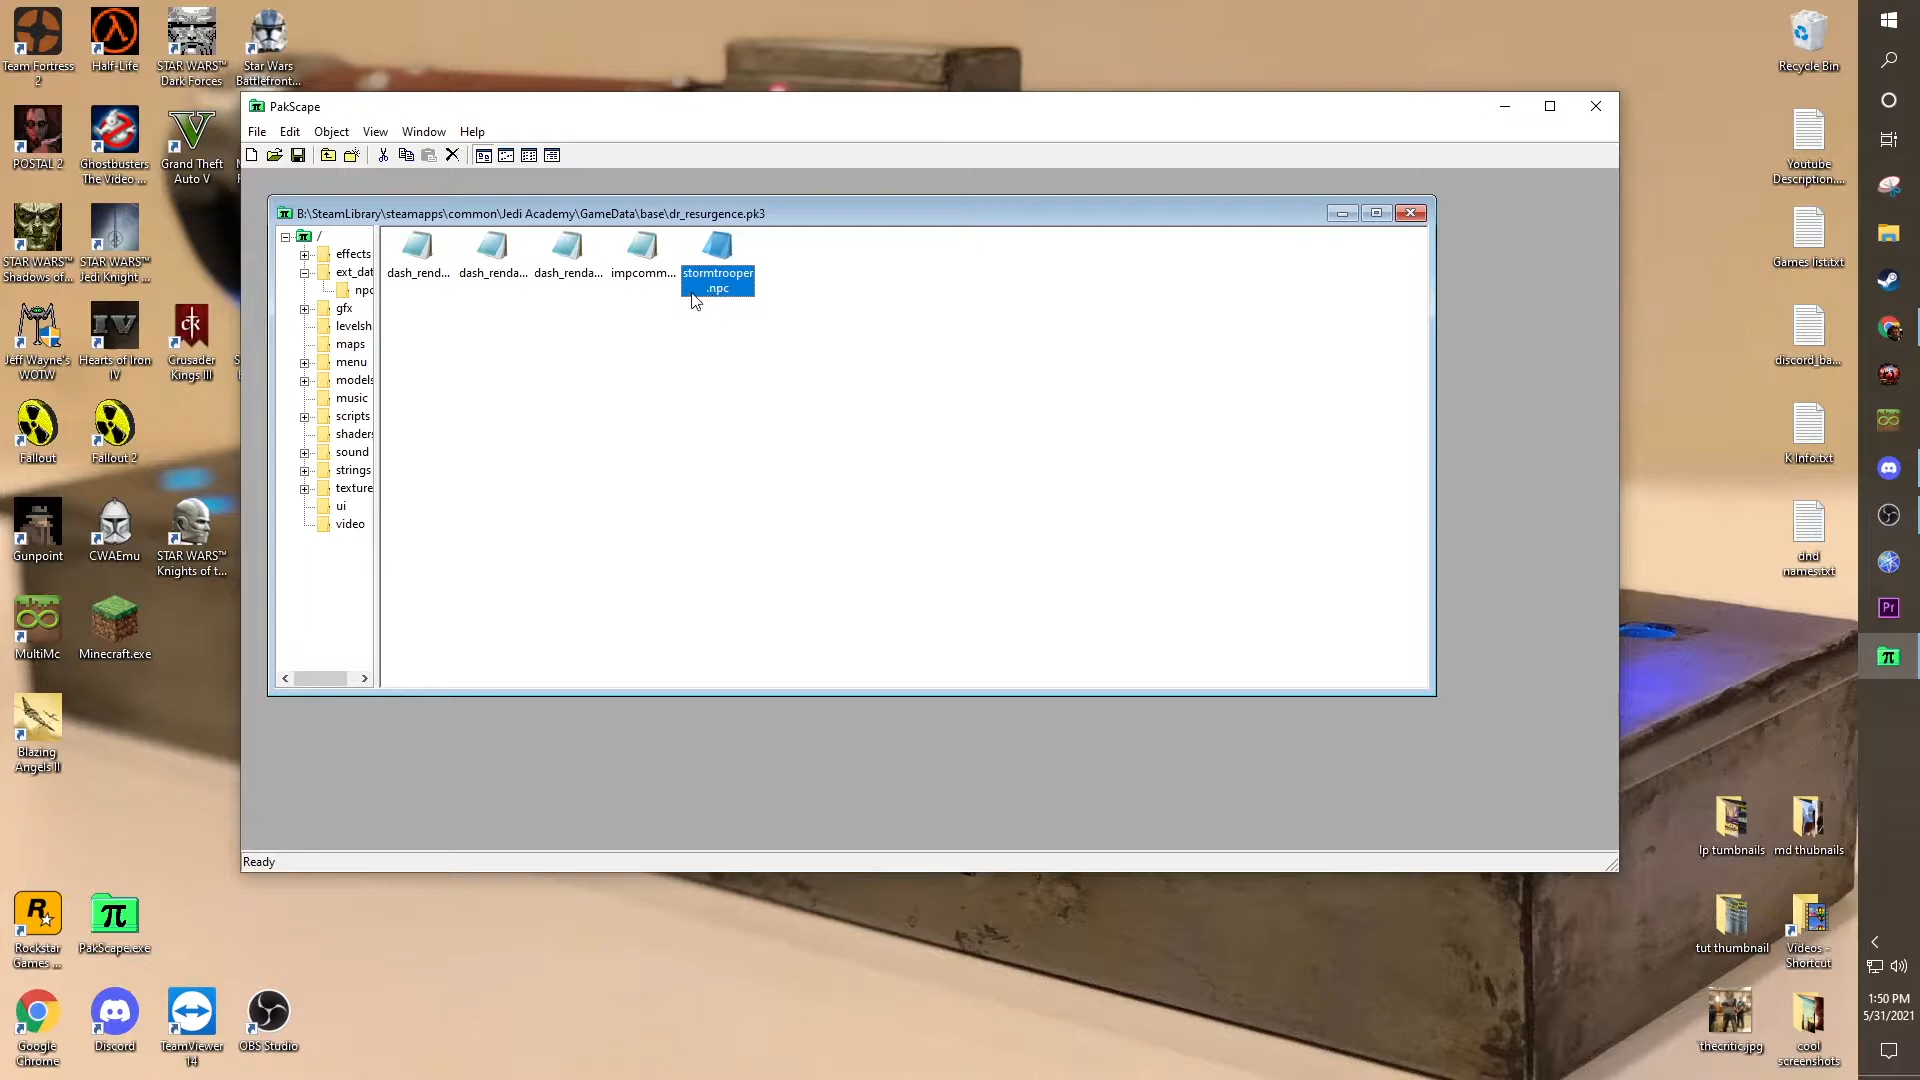 Team Fortress
2
Half-Life
STAR WARS™
Dark Forces
Star Wars
Battlefront...
POSTAL 2
Ghostbusters
The Video ...
Grand Theft
Auto V
STAR WARS™
Shadows of...
STAR WARS™
Jedi Knight ...
Jeff Wayne's
WOTW
Hearts of Iron
IV
Crusader
Kings III
Fallout
Fallout 2
Gunpoint
CWAEmu
STAR WARS™
Knights of t...
MultiMc
Minecraft.exe
Blazing
Angels II
Rockstar
Games ...
PakScape.exe
Google
Chrome
Discord
TeamViewer
14
OBS Studio
PakScape
File Edit Object View Window Help
B:\SteamLibrary\steamapps\common\Jedi Academy\GameData\base\dr_resurgence.pk3
/
effects
ext_dat
npc
gfx
levelsh
maps
menu
models
music
scripts
shaders
sound
strings
texture
ui
video
dash_rend... dash_renda... dash_renda... impcomm... stormtrooper
.npc
Ready
Recycle Bin
Youtube
Description....
Games list.txt
discord_ba...
K Info.txt
dnd
names.txt
lp tumbnails
md thubnails
tut thumbnail
Videos -
Shortcut
thecritic.jpg
cool
screenshots
Pr
1:50 PM
5/31/2021